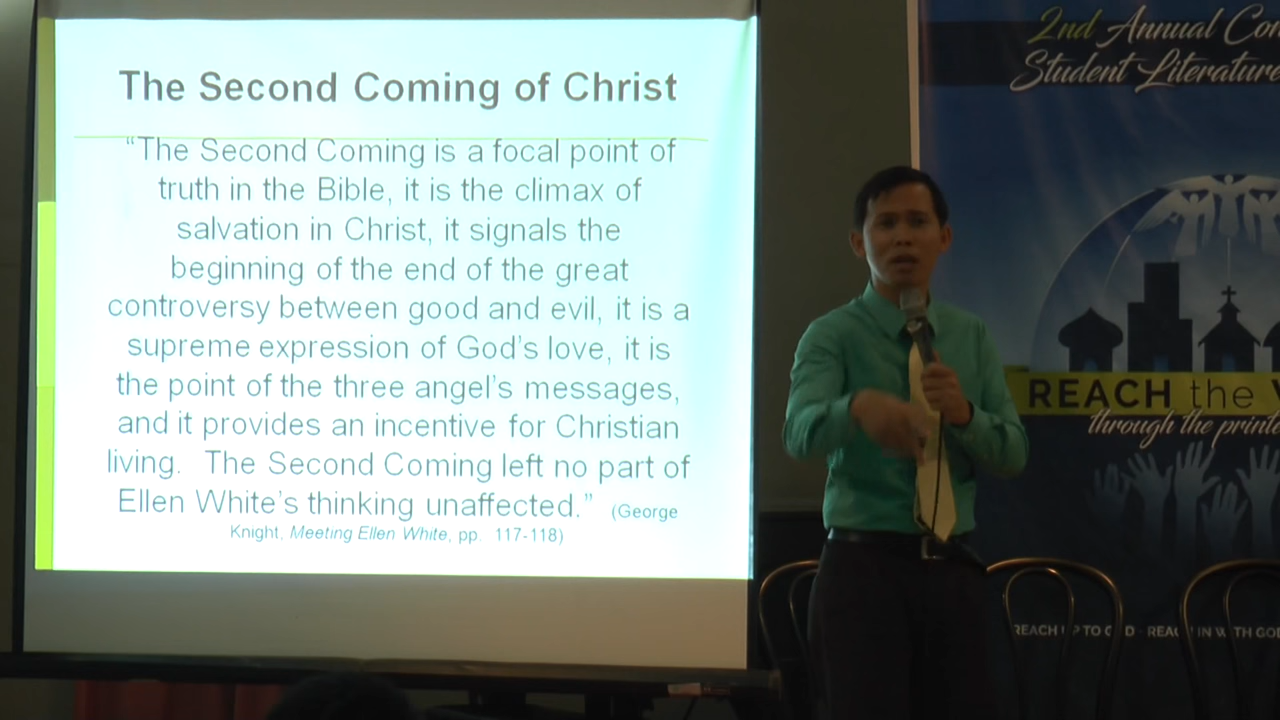 The Second Coming of Christ
“The Second Coming is a focal point of
truth in the Bible, it is the climax of
salvation in Christ, it signals the
beginning of the end of the great
controversy between good and evil, it is a
supreme expression of God’s love, it is
the point of the three angel’s messages,
and it provides an incentive for Christian
living. The Second Coming left no part of
Ellen White’s thinking unaffected.” (George
Knight, Meeting Ellen White, pp. 117-118)
2nd Annual
Student Literature
REACH the
through the
REACH UP TO GOD - REACH IN WITH GOD